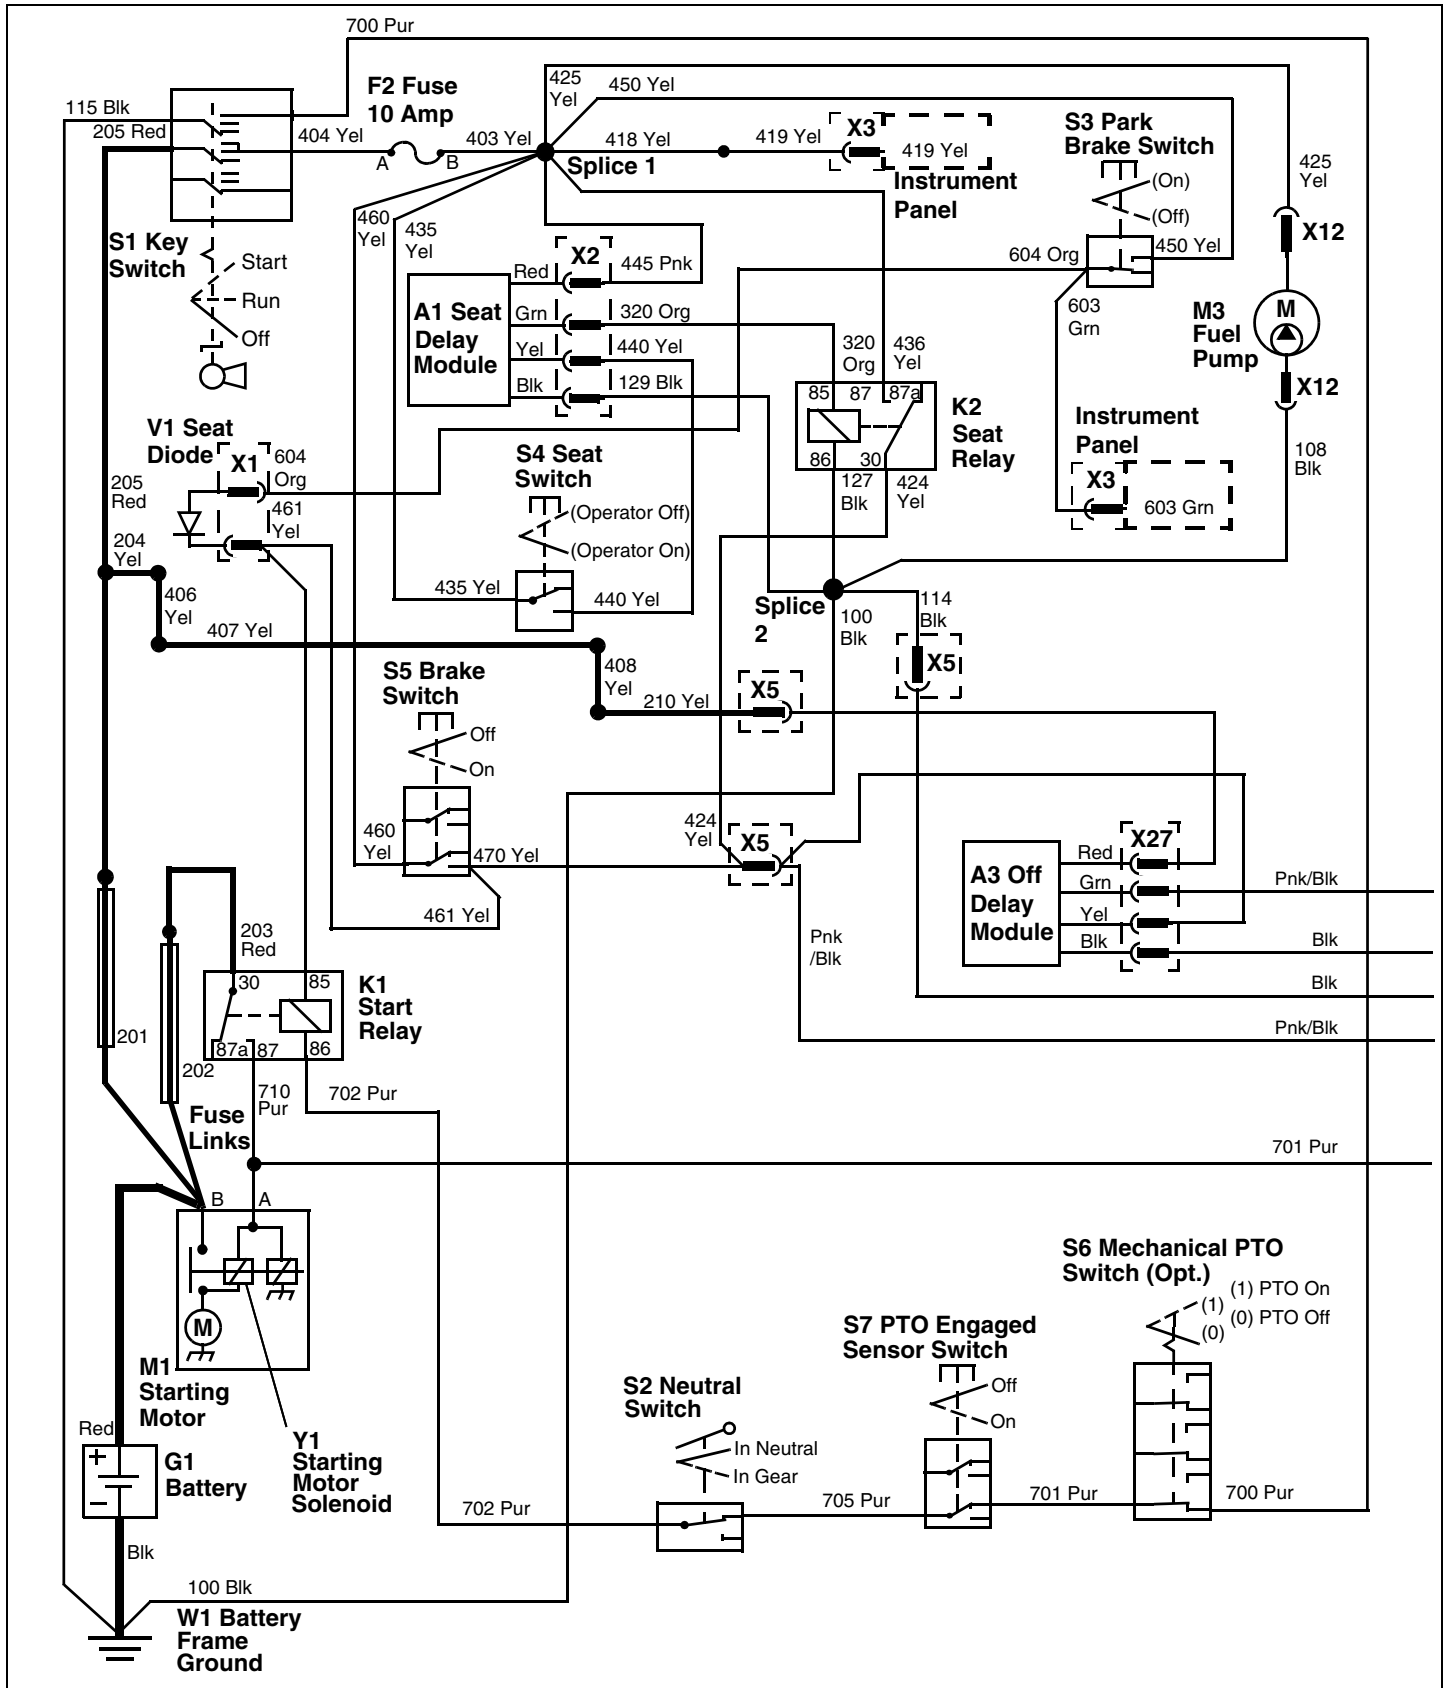 700 Pur
F2 Fuse
10 Amp
425
Yel
450 Yel
115 Blk
205 Red
404 Yel
A
B
403 Yel
418 Yel
419 Yel
X3
419 Yel
S3 Park
Brake Switch
Splice 1
Instrument
Panel
(On)
(Off)
425
Yel
460
Yel
435
Yel
S1 Key
Switch
Start
Run
Off
X2
Red
445 Pnk
604 Org
450 Yel
X12
A1 Seat
Delay
Module
Grn
320 Org
Yel
440 Yel
Blk
129 Blk
603
Grn
M3
Fuel
Pump
M
320
Org
436
Yel
X12
85
87
87a
K2
Seat
Relay
86
30
Instrument
Panel
V1 Seat
Diode
X1
604
Org
S4 Seat
Switch
108
Blk
205
Red
461
Yel
127
Blk
424
Yel
X3
603 Grn
(Operator Off)
(Operator On)
204
Yel
435 Yel
440 Yel
406
Yel
Splice
2
100
Blk
114
Blk
407 Yel
X5
S5 Brake
Switch
408
Yel
210 Yel
X5
Off
On
460
Yel
470 Yel
424
Yel
X5
X27
Red
A3 Off
Delay
Module
Grn
Pnk/Blk
Yel
461 Yel
Blk
Blk
203
Red
Pnk
/Blk
30
85
K1
Start
Relay
Blk
201
87a
87
86
Pnk/Blk
202
710
Pur
702 Pur
Fuse
Links
701 Pur
B
A
S6 Mechanical PTO
Switch (Opt.)
(1)
(1) PTO On
(0)
(0) PTO Off
M
S7 PTO Engaged
Sensor Switch
M1
Starting
Motor
S2 Neutral
Switch
Off
On
Red
Y1
Starting
Motor
Solenoid
In Neutral
In Gear
+
−
G1
Battery
702 Pur
705 Pur
701 Pur
700 Pur
Blk
100 Blk
W1 Battery
Frame
Ground